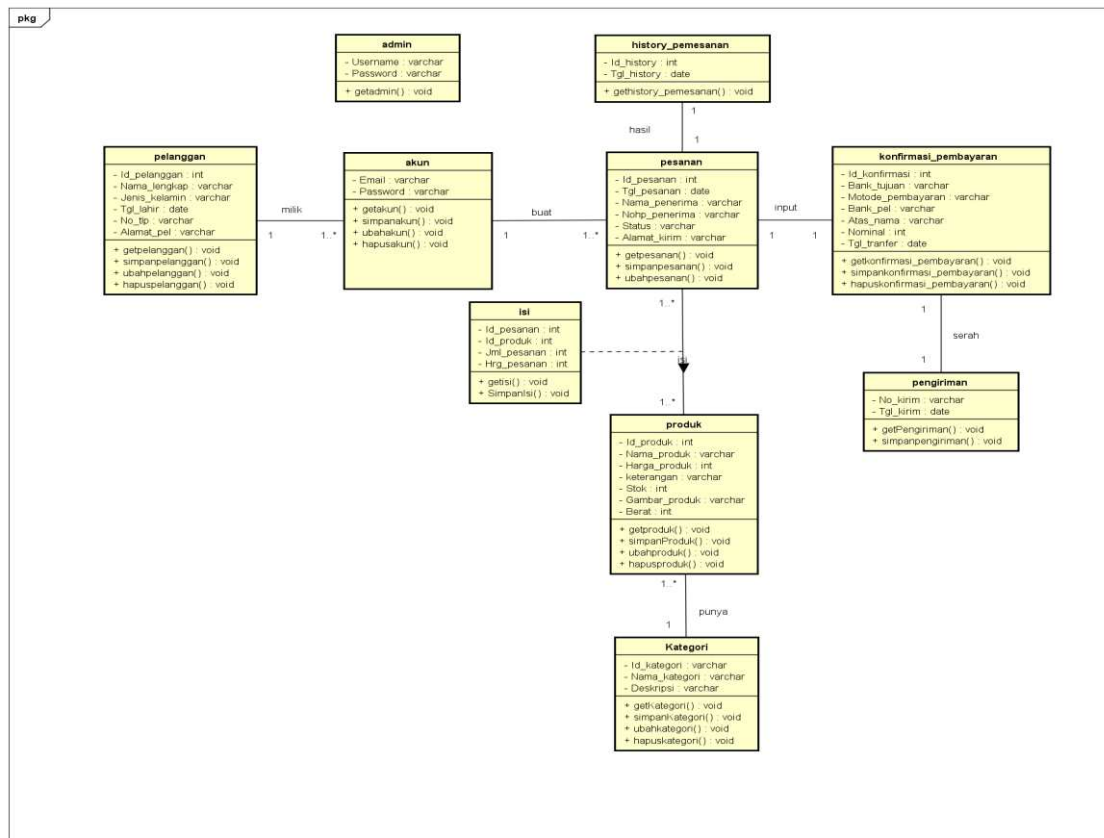 pkg
admin
- Username : varchar
- Password : varchar
+ getadmin() : void
history_pemesanan
- Id_history : int
- Tgl_history : date
+ gethistory_pemesanan() : void
1
hasil
1
pelanggan
- Id_pelanggan : int
- Nama_lengkap : varchar
- Jenis_kelamin : varchar
- Tgl_lahir : date
- No_tlp : varchar
- Alamat_pel : varchar
+ getpelanggan() : void
+ simpanpelanggan() : void
+ ubahpelanggan() : void
+ hapuspelanggan() : void
milik
1
1..*
akun
- Email : varchar
- Password : varchar
+ getakun() : void
+ simpanakun() : void
+ ubahakun() : void
+ hapusakun() : void
buat
1
1..*
pesanan
- Id_pesanan : int
- Tgl_pesanan : date
- Nama_penerima : varchar
- Nohp_penerima : varchar
- Status : varchar
- Alamat_kirim : varchar
+ getpesanan() : void
+ simpanpesanan() : void
+ ubahpesanan() : void
input
1
1
konfirmasi_pembayaran
- Id_konfirmasi : int
- Bank_tujuan : varchar
- Motode_pembayaran : varchar
- Bank_pel : varchar
- Atas_nama : varchar
- Nominal : int
- Tgl_tranfer : date
+ getkonfirmasi_pembayaran() : void
+ simpankonfirmasi_pembayaran() : void
+ hapuskonfirmasi_pembayaran() : void
1
serah
1
pengiriman
- No_kirim : varchar
- Tgl_kirim : date
+ getPengiriman() : void
+ simpanpengiriman() : void
1..*
isi
- Id_pesanan : int
- Id_produk : int
- Jml_pesanan : int
- Hrg_pesanan : int
+ getisi() : void
+ SimpanIsi() : void
isi
1..*
produk
- Id_produk : int
- Nama_produk : varchar
- Harga_produk : int
- keterangan : varchar
- Stok : int
- Gambar_produk : varchar
- Berat : int
+ getproduk() : void
+ simpanProduk() : void
+ ubahproduk() : void
+ hapusproduk() : void
1..*
punya
1
Kategori
- Id_kategori : varchar
- Nama_kategori : varchar
- Deskripsi : varchar
+ getKategori() : void
+ simpanKategori() : void
+ ubahkategori() : void
+ hapuskategori() : void